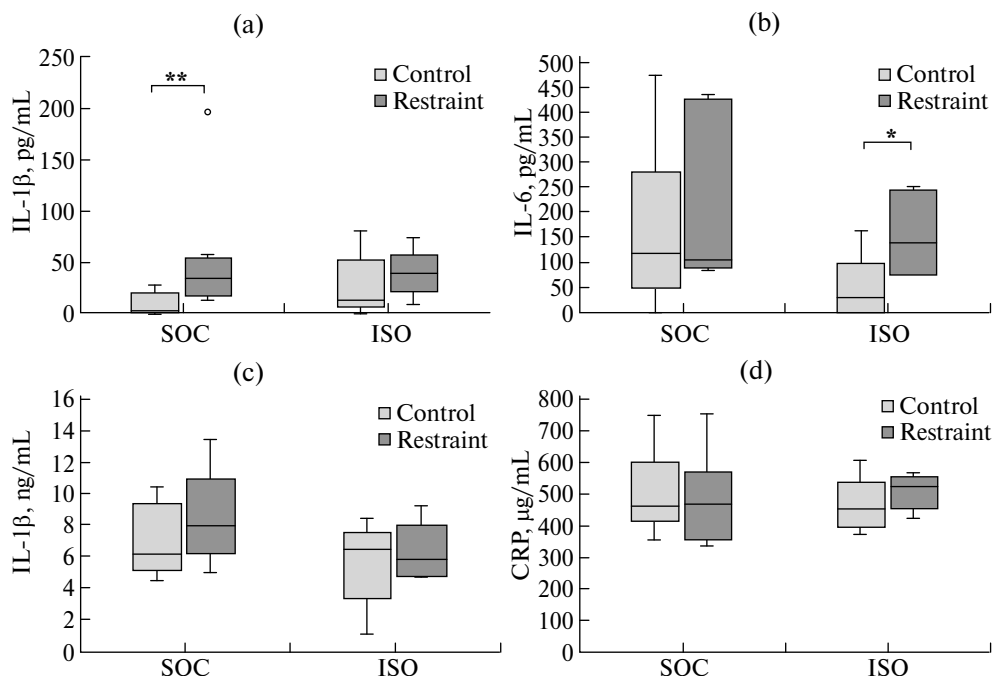 (a)
250
200
150
100
50
0
IL-1β, pg/mL
**
Control
Restraint
SOC
ISO
(b)
500
450
400
350
300
250
200
150
100
50
0
IL-6, pg/mL
Control
Restraint
*
SOC
ISO
(c)
16
14
12
10
8
6
4
2
0
IL-1β, ng/mL
Control
Restraint
SOC
ISO
(d)
800
700
600
500
400
300
200
100
0
CRP, µg/mL
Control
Restraint
SOC
ISO